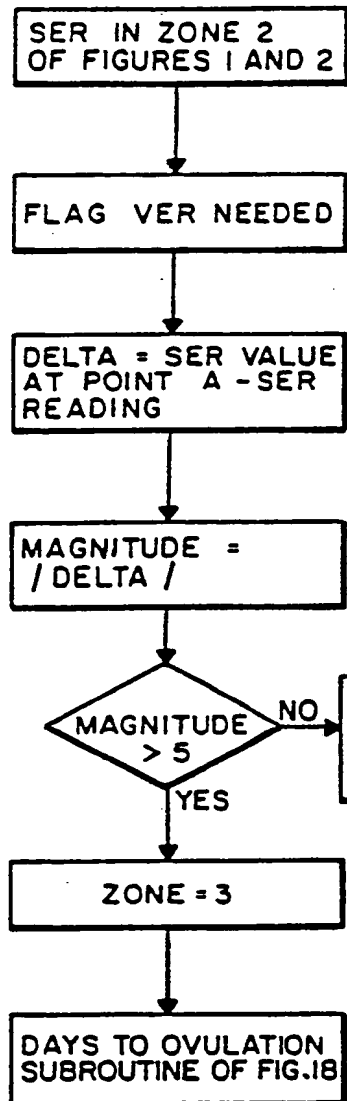 SER IN ZONE 2
OF FIGURES 1 AND 2
FLAG VER NEEDED
DELTA = SER VALUE
AT POINT A - SER
READING
MAGNITUDE =
/ DELTA /
MAGNITUDE
> 5
NO
YES
ZONE = 3
DAYS TO OVULATION
SUBROUTINE OF FIG.18